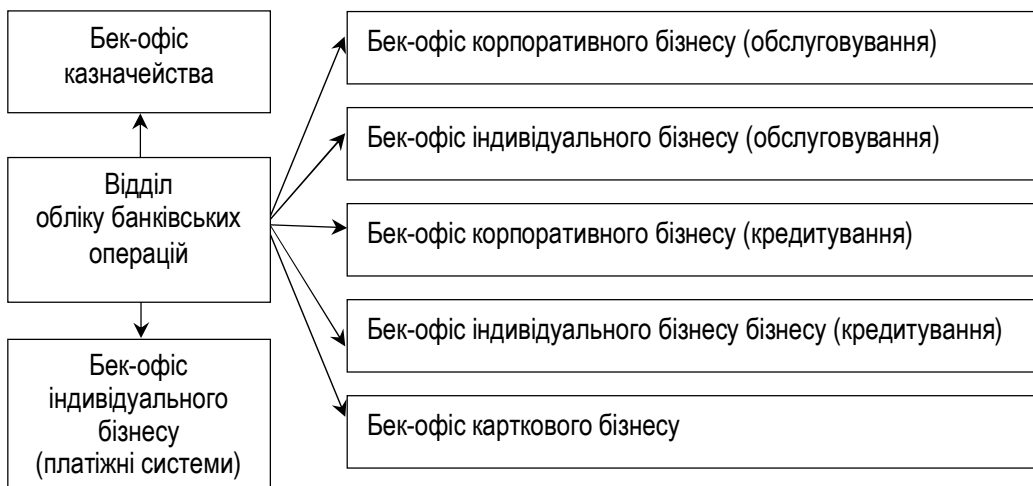 Бек-офіс
казначейства
Відділ
обліку банківських
операцій
Бек-офіс
індивідуального
бізнесу
(платіжні системи)
Бек-офіс корпоративного бізнесу (обслуговування)
Бек-офіс індивідуального бізнесу (обслуговування)
Бек-офіс корпоративного бізнесу (кредитування)
Бек-офіс індивідуального бізнесу бізнесу (кредитування)
Бек-офіс карткового бізнесу